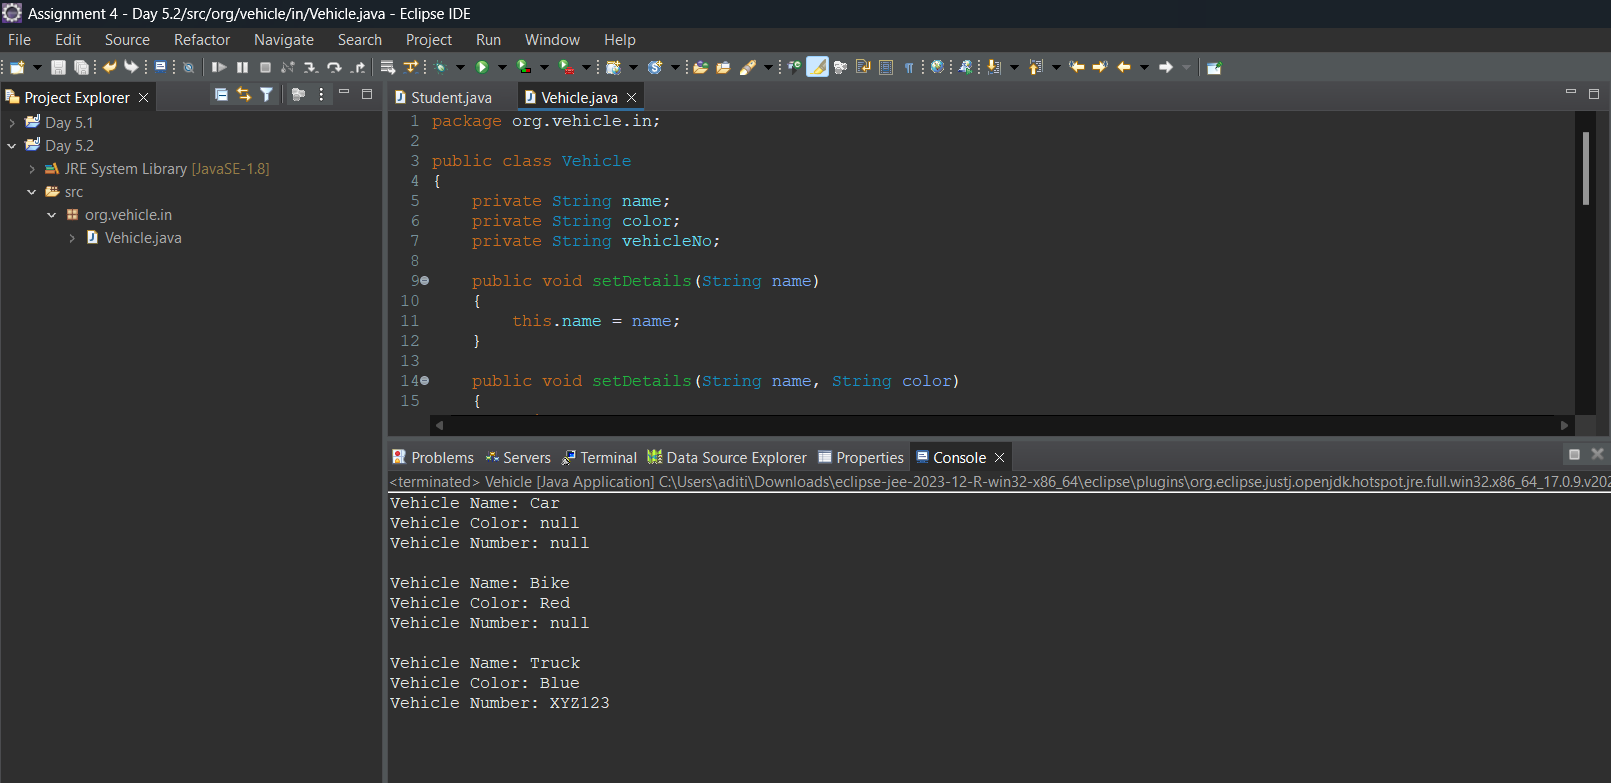 Assignment 4 - Day 5.2/src/org/vehicle/in/Vehicle.java - Eclipse IDE
File Edit Source Refactor Navigate Search Project Run Window Help
Project Explorer
Day 5.1
Day 5.2
JRE System Library [JavaSE-1.8]
src
org.vehicle.in
Vehicle.java
Student.java Vehicle.java
1 package org.vehicle.in;
2
3 public class Vehicle
4 {
5 private String name;
6 private String color;
7 private String vehicleNo;
8
9 public void setDetails(String name)
10 {
11 this.name = name;
12 }
13
14 public void setDetails(String name, String color)
15 {
Problems Servers Terminal Data Source Explorer Properties Console
<terminated> Vehicle [Java Application] C:\Users\aditi\Downloads\eclipse-jee-2023-12-R-win32-x86_64\eclipse\plugins\org.eclipse.justj.openjdk.hotspot.jre.full.win32.x86_64_17.0.9.v202
Vehicle Name: Car
Vehicle Color: null
Vehicle Number: null
Vehicle Name: Bike
Vehicle Color: Red
Vehicle Number: null
Vehicle Name: Truck
Vehicle Color: Blue
Vehicle Number: XYZ123